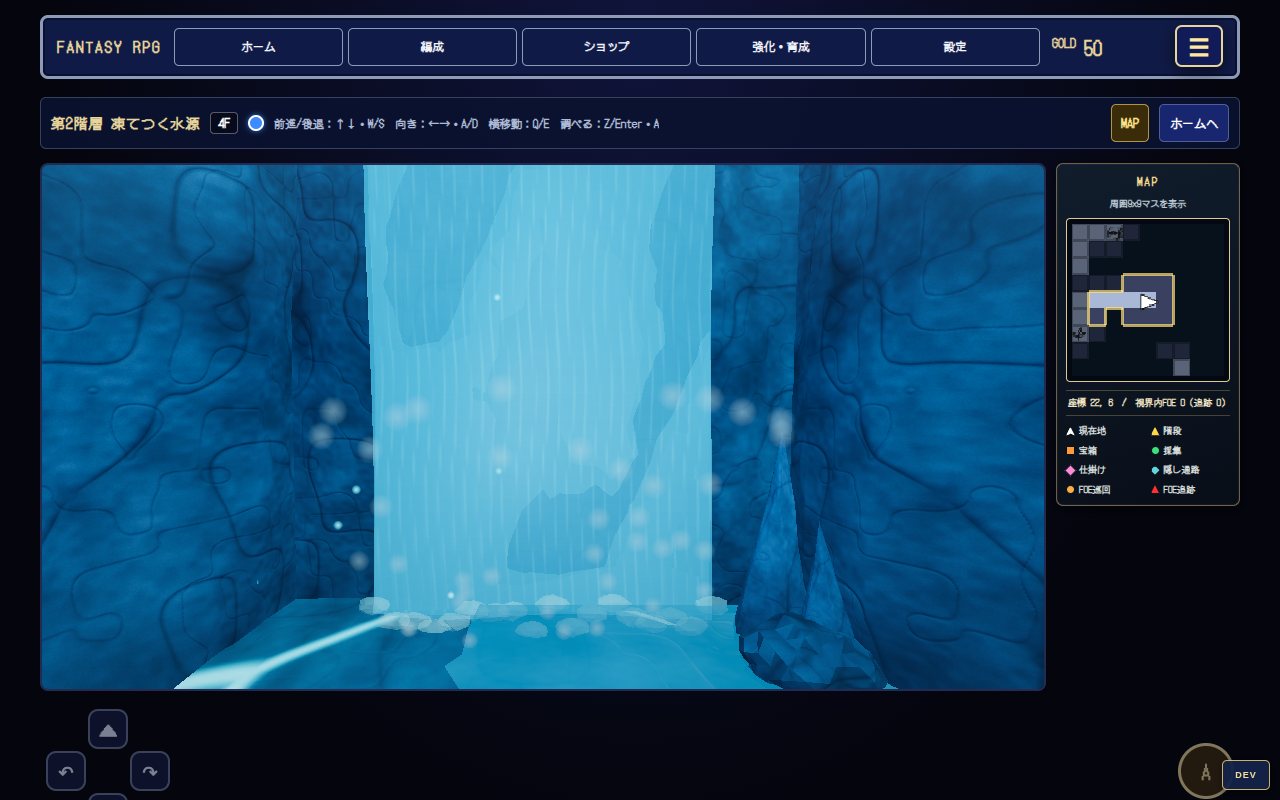 FANTASY RPG
ホーム
編成
ショップ
強化・育成
設定
GOLD 50
第2階層 凍てつく水源
4F
前進/後退：↑↓・W/S 向き：←→・A/D 横移動：Q/E 調べる：Z/Enter・A
MAP
ホームへ
MAP
周囲9x9マスを表示
座標 22, 6 / 視界内FOE 0 (追跡 0)
現在地
階段
宝箱
採集
仕掛け
隠し通路
FOE巡回
FOE追跡
A
DEV